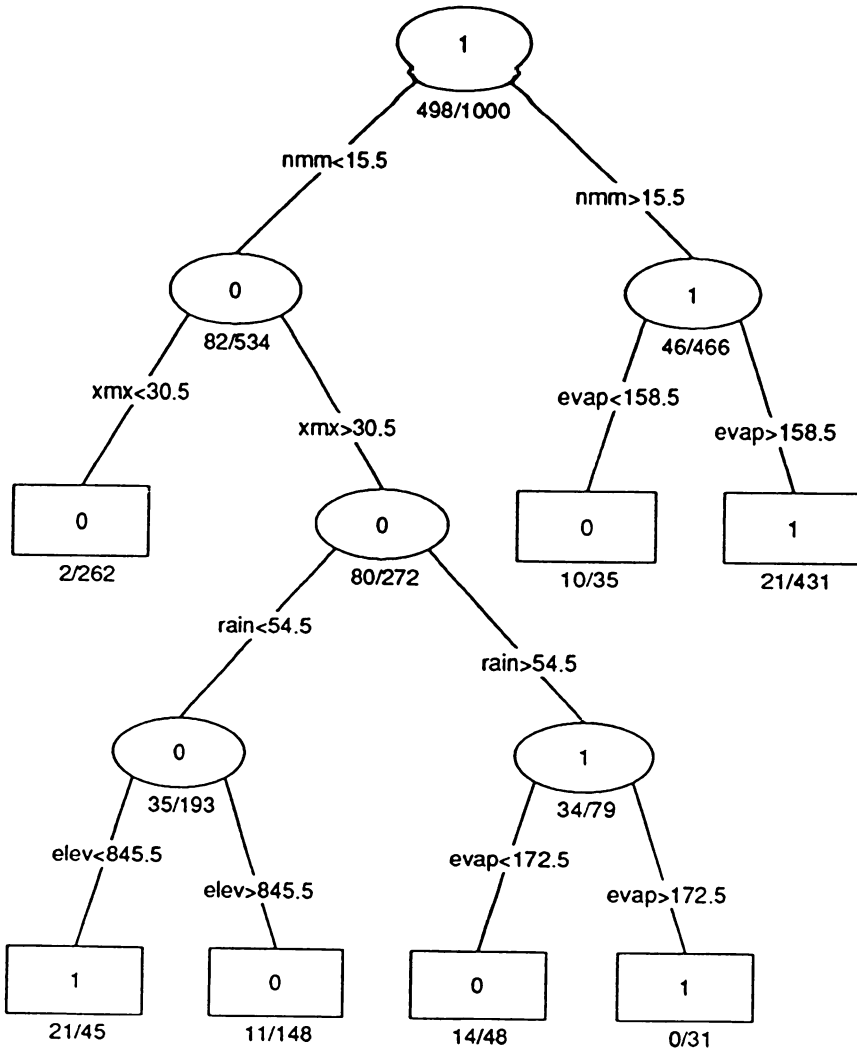 1
498/1000
nmm<15.5
nmm>15.5
0
82/534
1
46/466
xmx<30.5
xmx>30.5
evap<158.5
evap>158.5
0
2/262
0
80/272
0
10/35
1
21/431
rain<54.5
rain>54.5
0
35/193
1
34/79
elev<845.5
elev>845.5
evap<172.5
evap>172.5
1
21/45
0
11/148
0
14/48
1
0/31